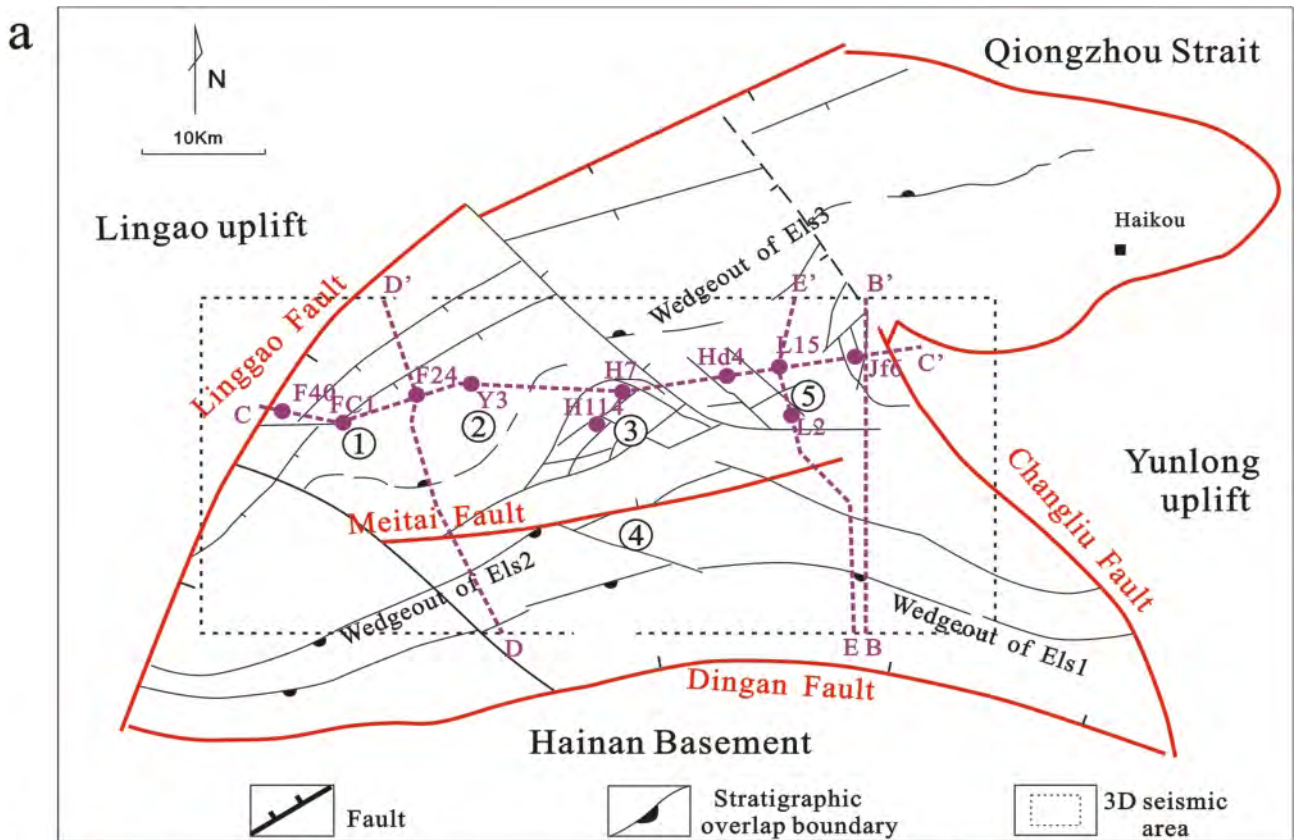 a
Qiongzhou Strait
N
10Km
Lingao uplift
Haikou
Wedgeout of Els3
D’
E’
B’
Linggao Fault
L15
Hd4
Jf6
C’
F24
H7
F40
C
FC1
Y3
H114
①
②
③
⑤
L2
Changliu Fault
Yunlong
uplift
Meitai Fault
④
Wedgeout of Els2
Wedgeout of Els1
D
E
B
Dingan Fault
Hainan Basement
Fault
Stratigraphic
overlap boundary
3D seismic
area